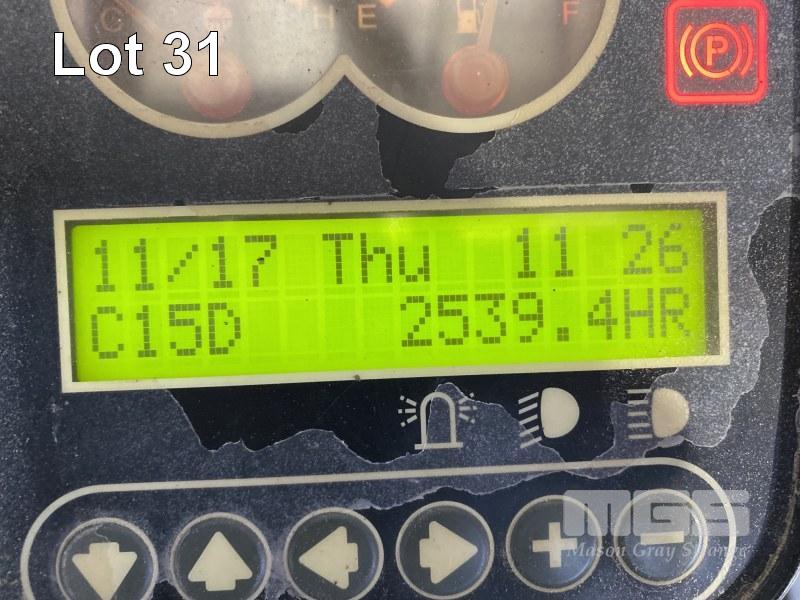 C H E F
Lot 31
P
11/17 Thu 11 26
C15D 2539.4HR
MGS
Mason Gray Strange